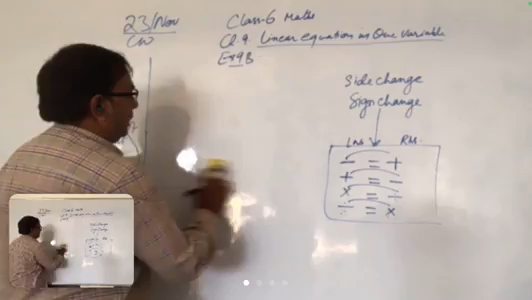 23/Nov
CW
Class 6 Maths
Ch 9 Linear equation in One Variable
Ex 9B
Side change
Sign change
LHS RHS
- = +
+ = -
× = ÷
÷ = ×